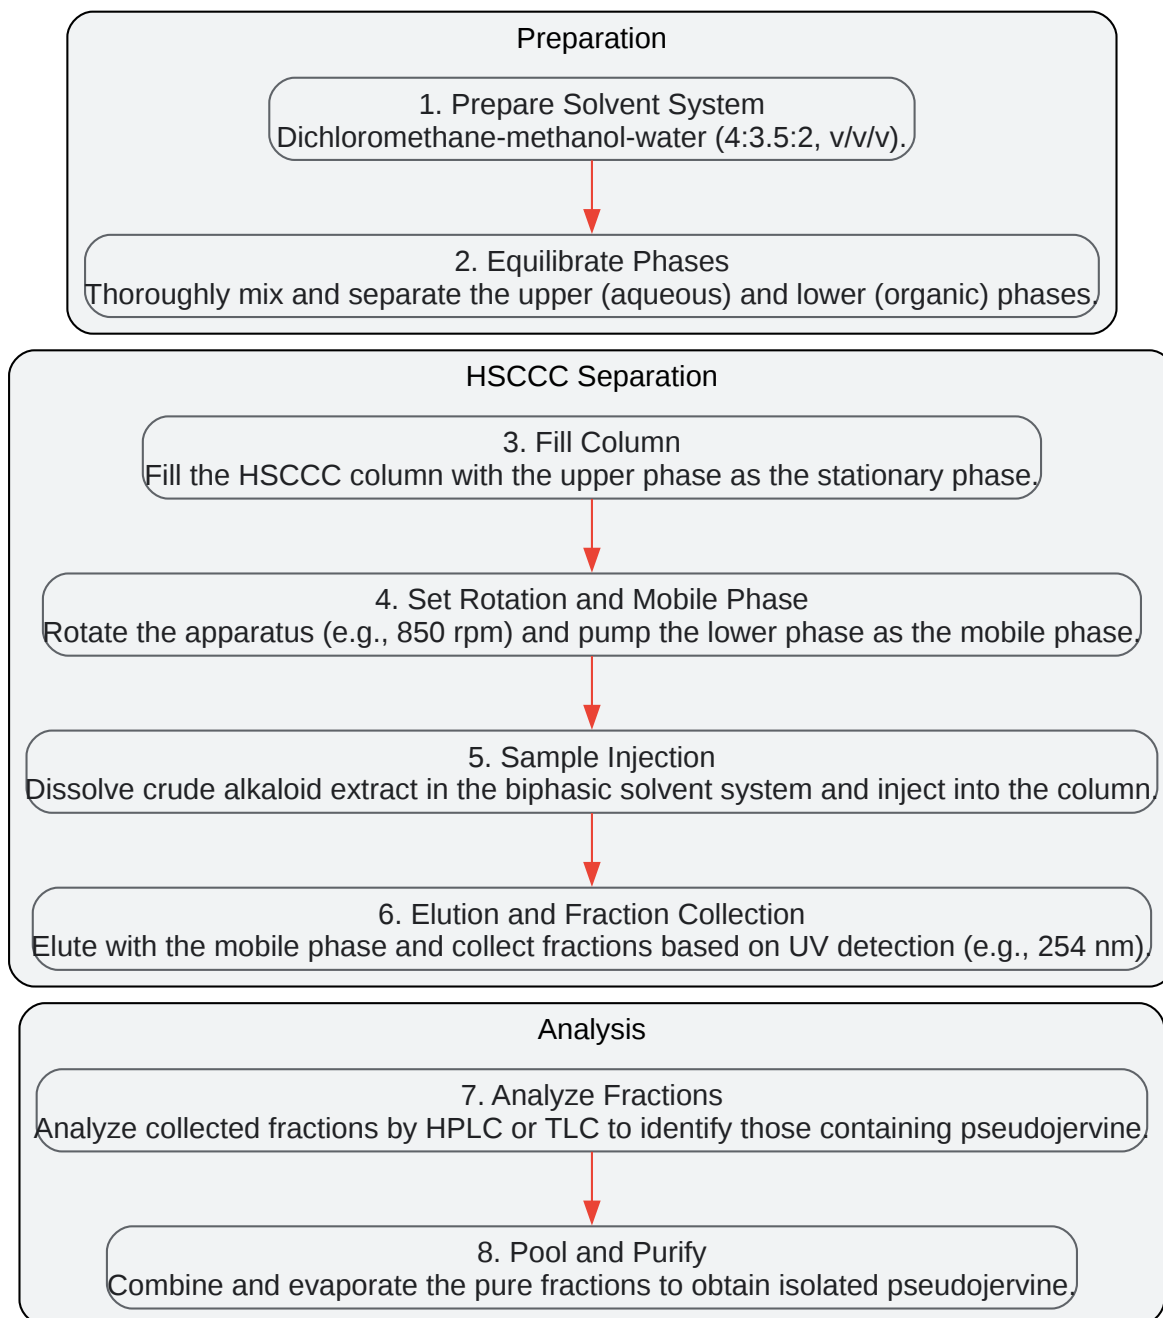 Preparation
1. Prepare Solvent System
Dichloromethane-methanol-water (4:3.5:2, v/v/v).
2. Equilibrate Phases
Thoroughly mix and separate the upper (aqueous) and lower (organic) phases.
HSCCC Separation
3. Fill Column
Fill the HSCCC column with the upper phase as the stationary phase.
4. Set Rotation and Mobile Phase
Rotate the apparatus (e.g., 850 rpm) and pump the lower phase as the mobile phase.
5. Sample Injection
Dissolve crude alkaloid extract in the biphasic solvent system and inject into the column.
6. Elution and Fraction Collection
Elute with the mobile phase and collect fractions based on UV detection (e.g., 254 nm).
Analysis
7. Analyze Fractions
Analyze collected fractions by HPLC or TLC to identify those containing pseudojervine.
8. Pool and Purify
Combine and evaporate the pure fractions to obtain isolated pseudojervine.